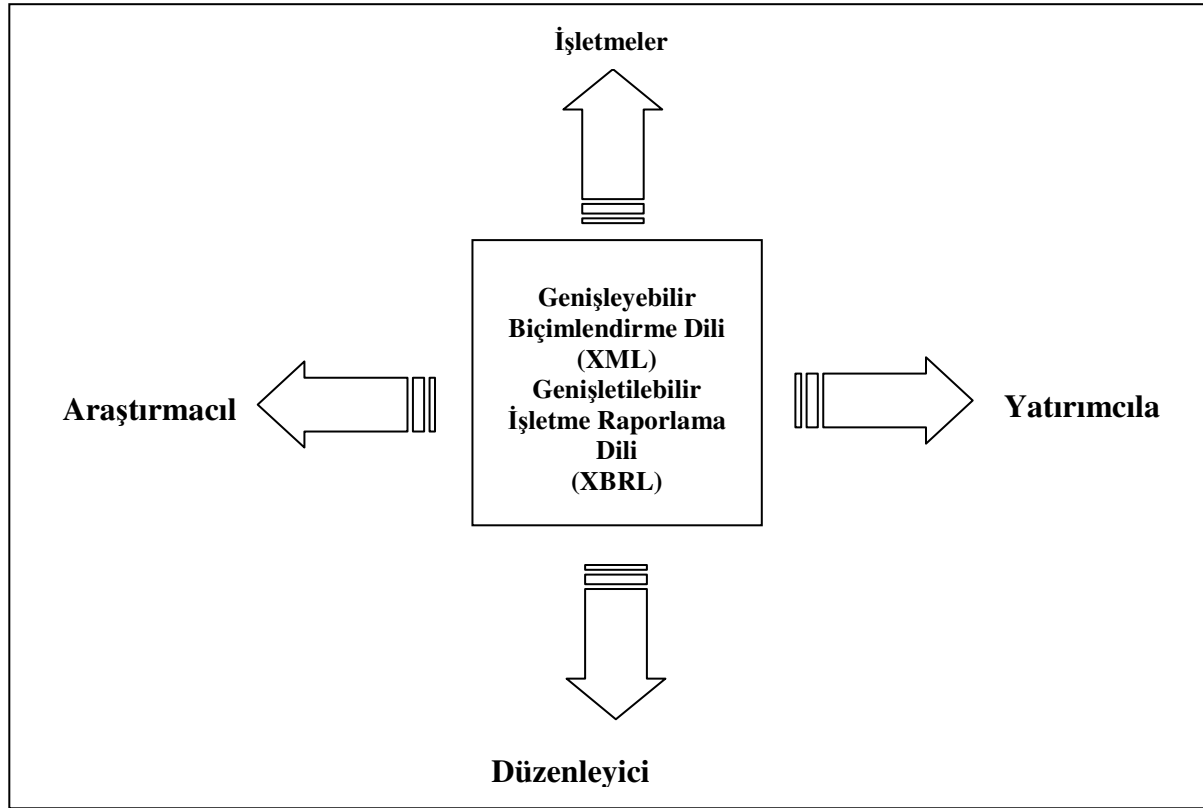 İşletmeler
Genişleyebilir
Biçimlendirme Dili
(XML)
Genişletilebilir
İşletme Raporlama
Dili
(XBRL)
Araştırmacıl
Yatırımcıla
Düzenleyici